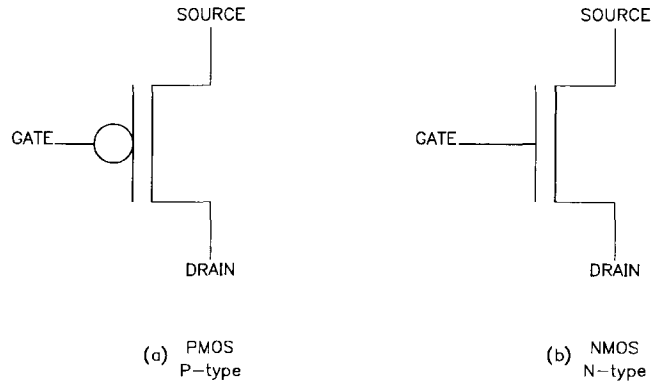 SOURCE
SOURCE
GATE
GATE
DRAIN
DRAIN
(a) PMOS
P-type
(b) NMOS
N-type